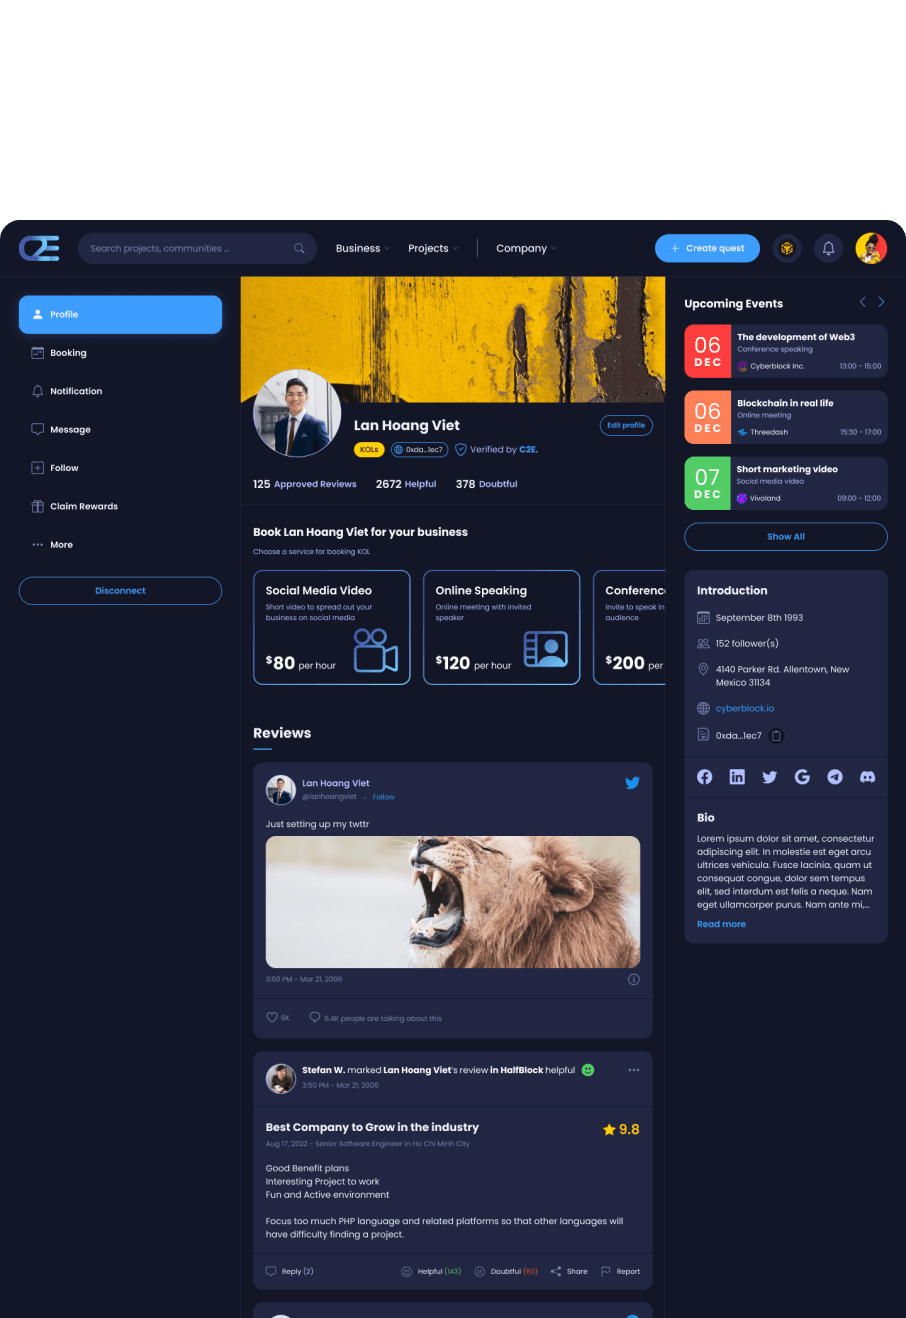 C2E
Search projects, communities ...
Business
Projects
Company
+ Create quest
Profile
Booking
Notification
Message
Follow
Claim Rewards
More
Disconnect
Lan Hoang Viet
Edit profile
KOLs
0xda...1ec7
Verified by C2E.
125 Approved Reviews
2672 Helpful
378 Doubtful
Book Lan Hoang Viet for your business
Choose a service for booking KOL
Social Media Video
Short video to spread out your
business on social media
$80 per hour
Online Speaking
Online meeting with invited
speaker
$120 per hour
Conferenc
Invite to speak in
audience
$200 per
Reviews
Lan Hoang Viet
@lanhoangviet
Follow
Just setting up my twttr
3:50 PM - Mar 21, 2006
6K
6.4K people are talking about this
Stefan W. marked Lan Hoang Viet's review in HalfBlock helpful
3:50 PM - Mar 21, 2006
Best Company to Grow in the industry
9.8
Aug 17, 2022 - Senior Software Engineer in Ho Chi Minh City
Good Benefit plans
Interesting Project to work
Fun and Active environment
Focus too much PHP language and related platforms so that other languages will
have difficulty finding a project.
Reply (2)
Helpful (143)
Doubtful (50)
Share
Report
Upcoming Events
06
DEC
The development of Web3
Conference speaking
Cyberblock Inc.
13:00 - 15:00
06
DEC
Blockchain in real life
Online meeting
Threedash
15:30 - 17:00
07
DEC
Short marketing video
Social media video
Vivoland
09:00 - 12:00
Show All
Introduction
September 8th 1993
152 follower(s)
4140 Parker Rd. Allentown, New
Mexico 31134
cyberblock.io
0xda...1ec7
Bio
Lorem ipsum dolor sit amet, consectetur
adipiscing elit. In molestie est eget arcu
ultrices vehicula. Fusce lacinia, quam ut
consequat congue, dolor sem tempus
elit, sed interdum est felis a neque. Nam
eget ullamcorper purus. Nam ante mi,...
Read more